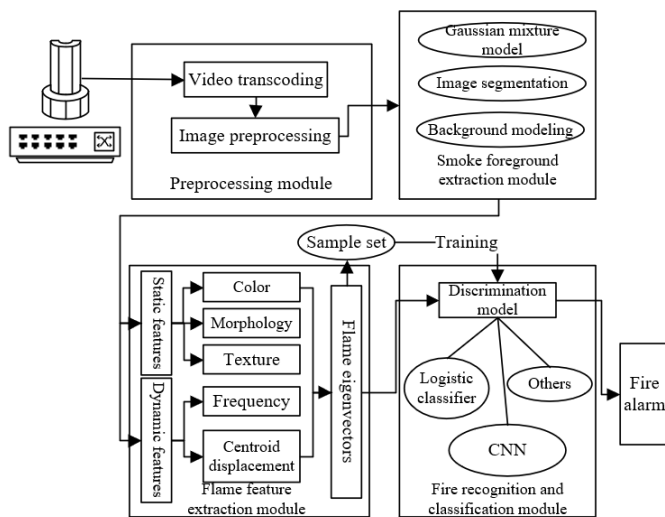 Video transcoding
Image preprocessing
Preprocessing module
Gaussian mixture
model
Image segmentation
Background modeling
Smoke foreground
extraction module
Sample set
Training
Static features
Color
Morphology
Texture
Dynamic features
Frequency
Centroid
displacement
Flame eigenvectors
Flame feature
extraction module
Discrimination
model
Logistic
classifier
Others
CNN
Fire recognition and
classification module
Fire
alarm